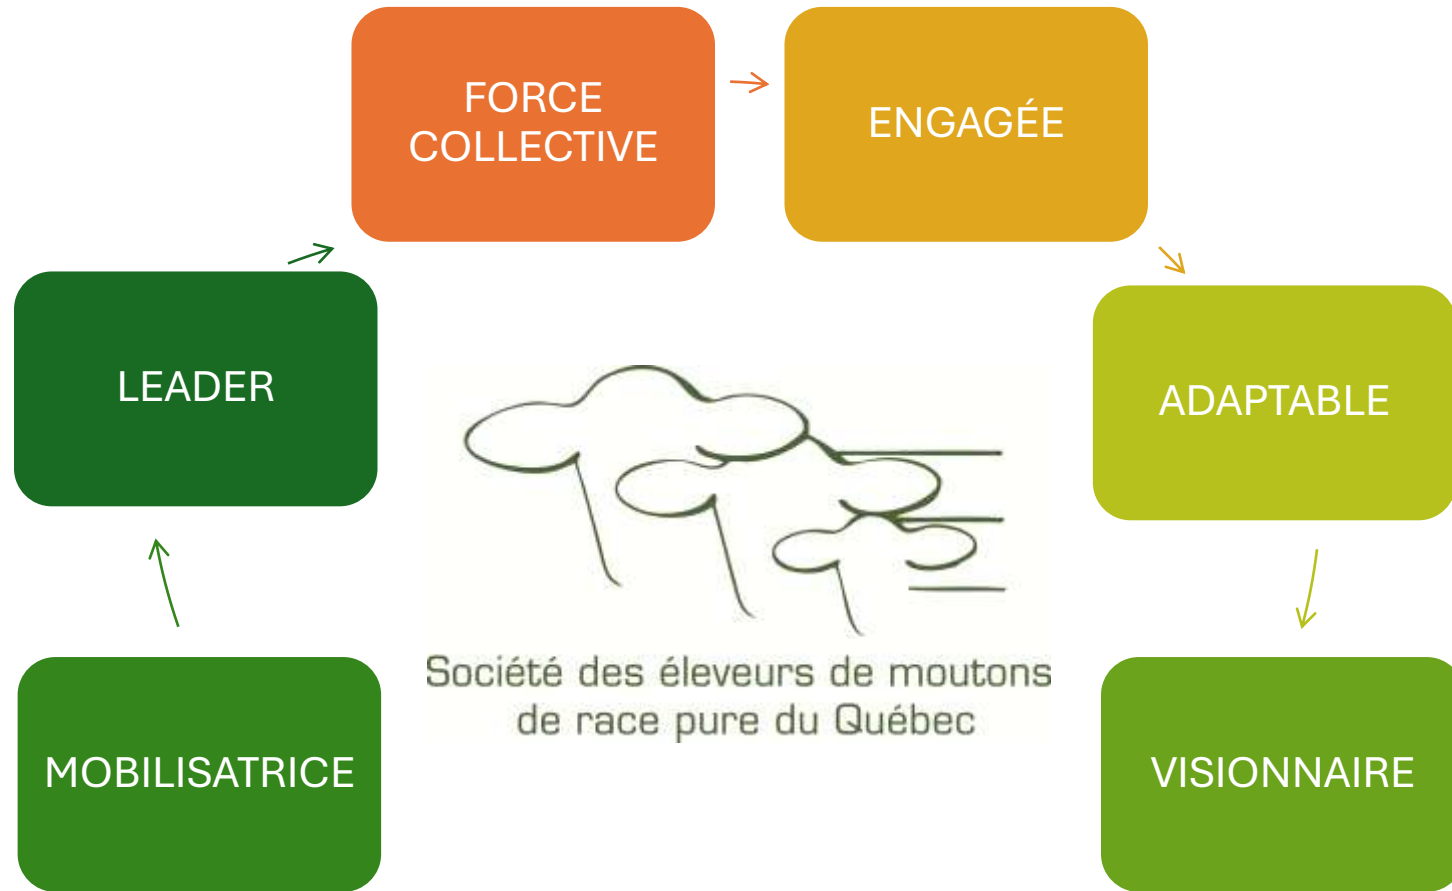 FORCE
COLLECTIVE
ENGAGÉE
LEADER
ADAPTABLE
Société des éleveurs de moutons
de race pure du Québec
MOBILISATRICE
VISIONNAIRE